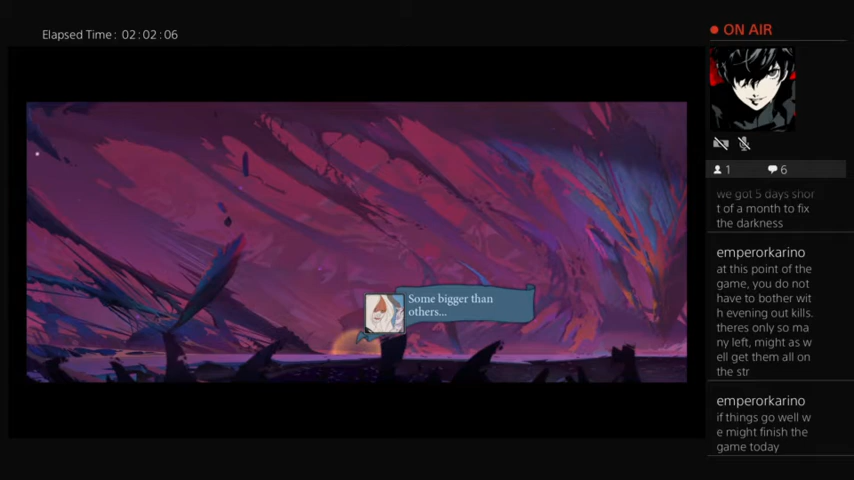 Elapsed Time: 02:02:06
ON AIR
1
6
we got 5 days shor
t of a month to fix
the darkness
emperorkarino
at this point of the
game, you do not
have to bother wit
h evening out kills.
theres only so ma
ny left, might as w
ell get them all on
the str
emperorkarino
if things go well w
e might finish the
game today
Some bigger than
others...